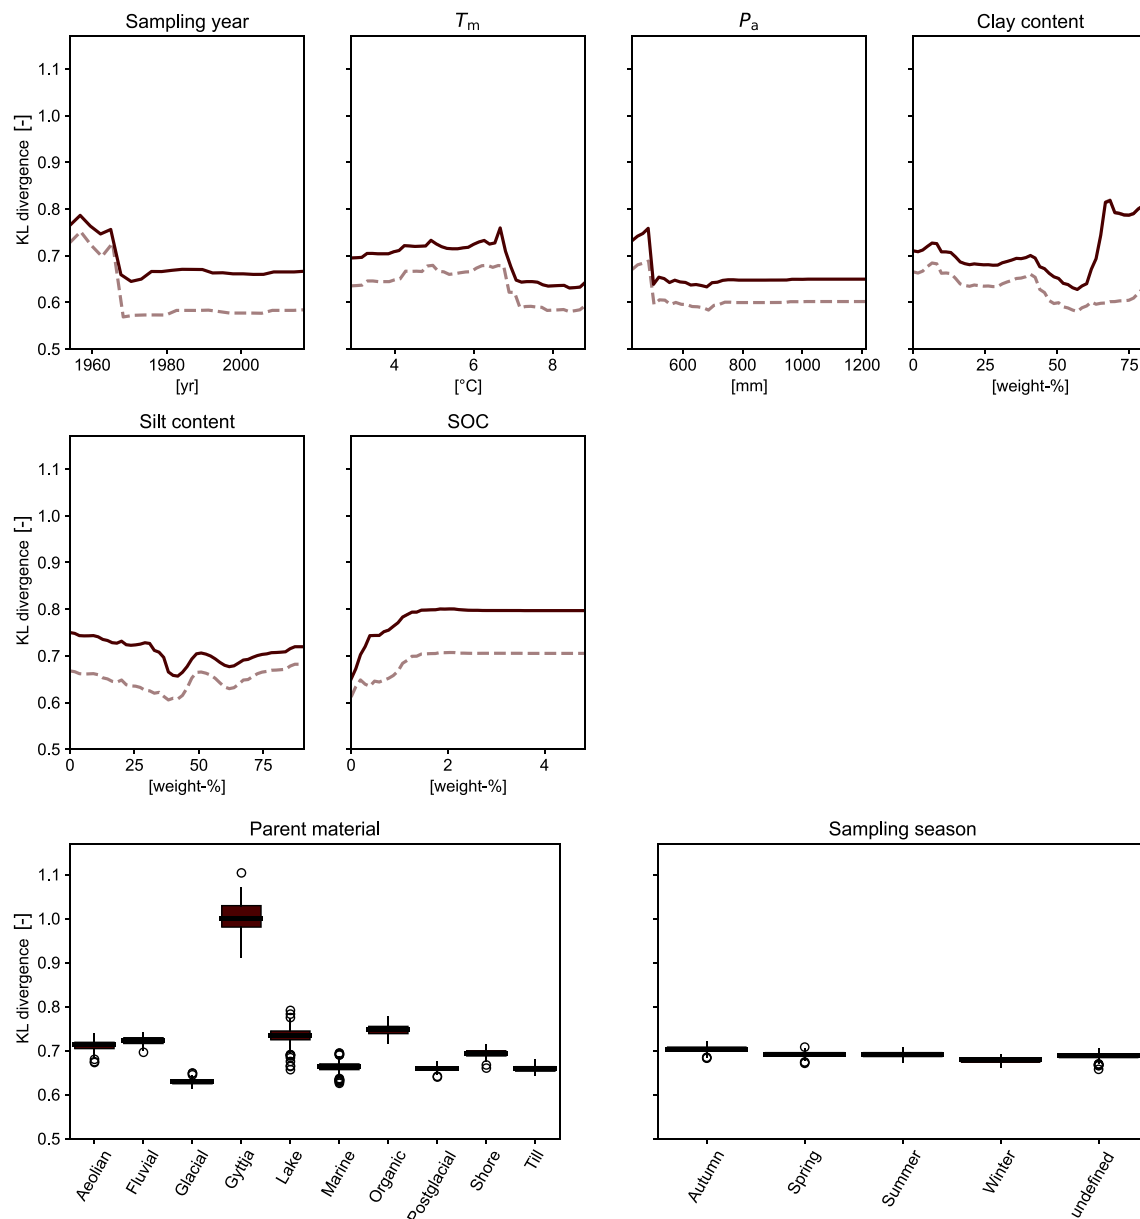 Sampling year
Tm
Pa
Clay content
KL divergence [-]
1.1
1.0
0.9
0.8
0.7
0.6
0.5
1960 1980 2000
4 6 8
600 800 1000 1200
0 25 50 75
[yr]
[°C]
[mm]
[weight-%]
Silt content
SOC
KL divergence [-]
1.1
1.0
0.9
0.8
0.7
0.6
0.5
0 25 50 75
0 2 4
[weight-%]
[weight-%]
Parent material
Sampling season
KL divergence [-]
1.1
1.0
0.9
0.8
0.7
0.6
0.5
Aeolian
Fluvial
Glacial
Gyttja
Lake
Marine
Organic
Postglacial
Shore
Till
Autumn
Spring
Summer
Winter
undefined